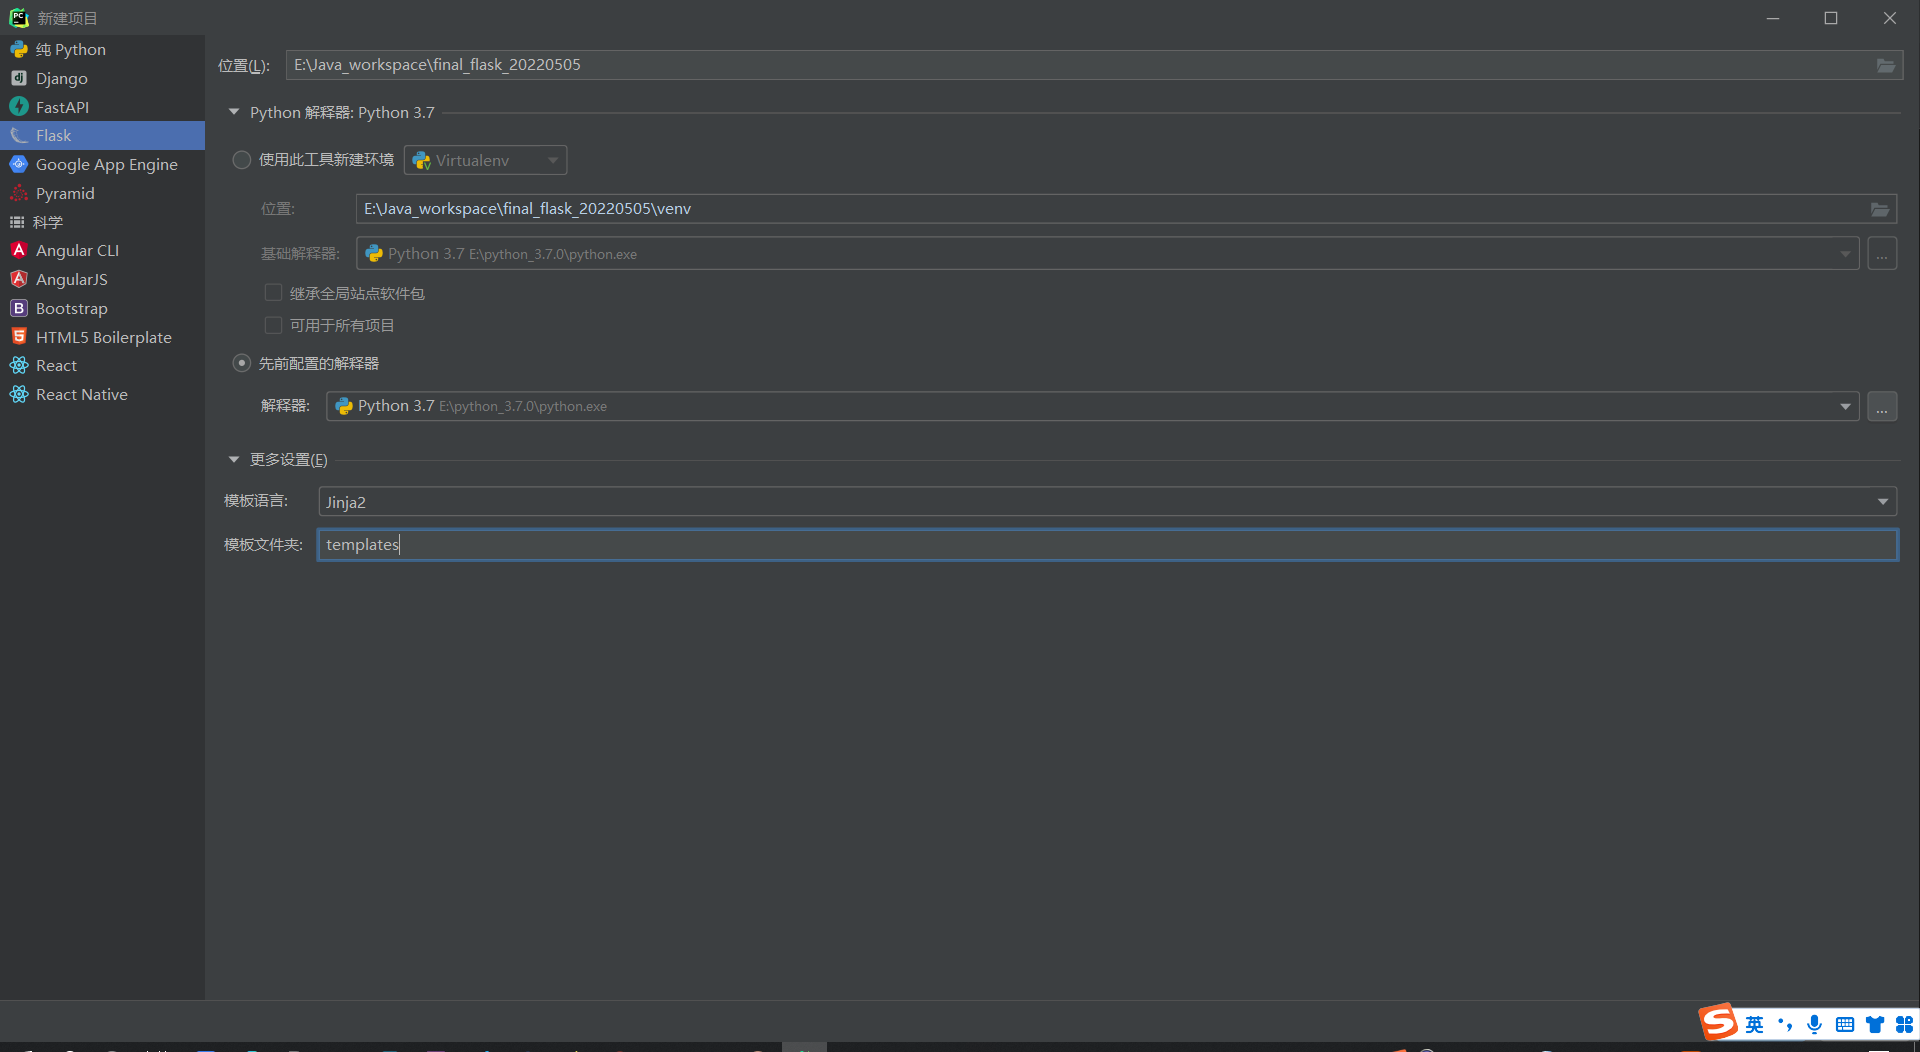 新建项目
纯 Python
Django
FastAPI
Flask
Google App Engine
Pyramid
科学
Angular CLI
AngularJS
Bootstrap
HTML5 Boilerplate
React
React Native
位置(L): E:\Java_workspace\final_flask_20220505
Python 解释器: Python 3.7
使用此工具新建环境 Virtualenv
位置: E:\Java_workspace\final_flask_20220505\venv
基础解释器: Python 3.7 E:\python_3.7.0\python.exe ...
继承全局站点软件包
可用于所有项目
先前配置的解释器
解释器: Python 3.7 E:\python_3.7.0\python.exe ...
更多设置(E)
模板语言: Jinja2
模板文件夹: templates
英